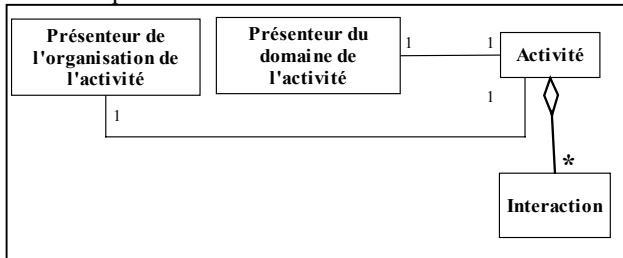 Présenteur de
l'organisation de
l'activité
Présenteur du
domaine de
l'activité
1
1
Activité
1
1
*
Interaction